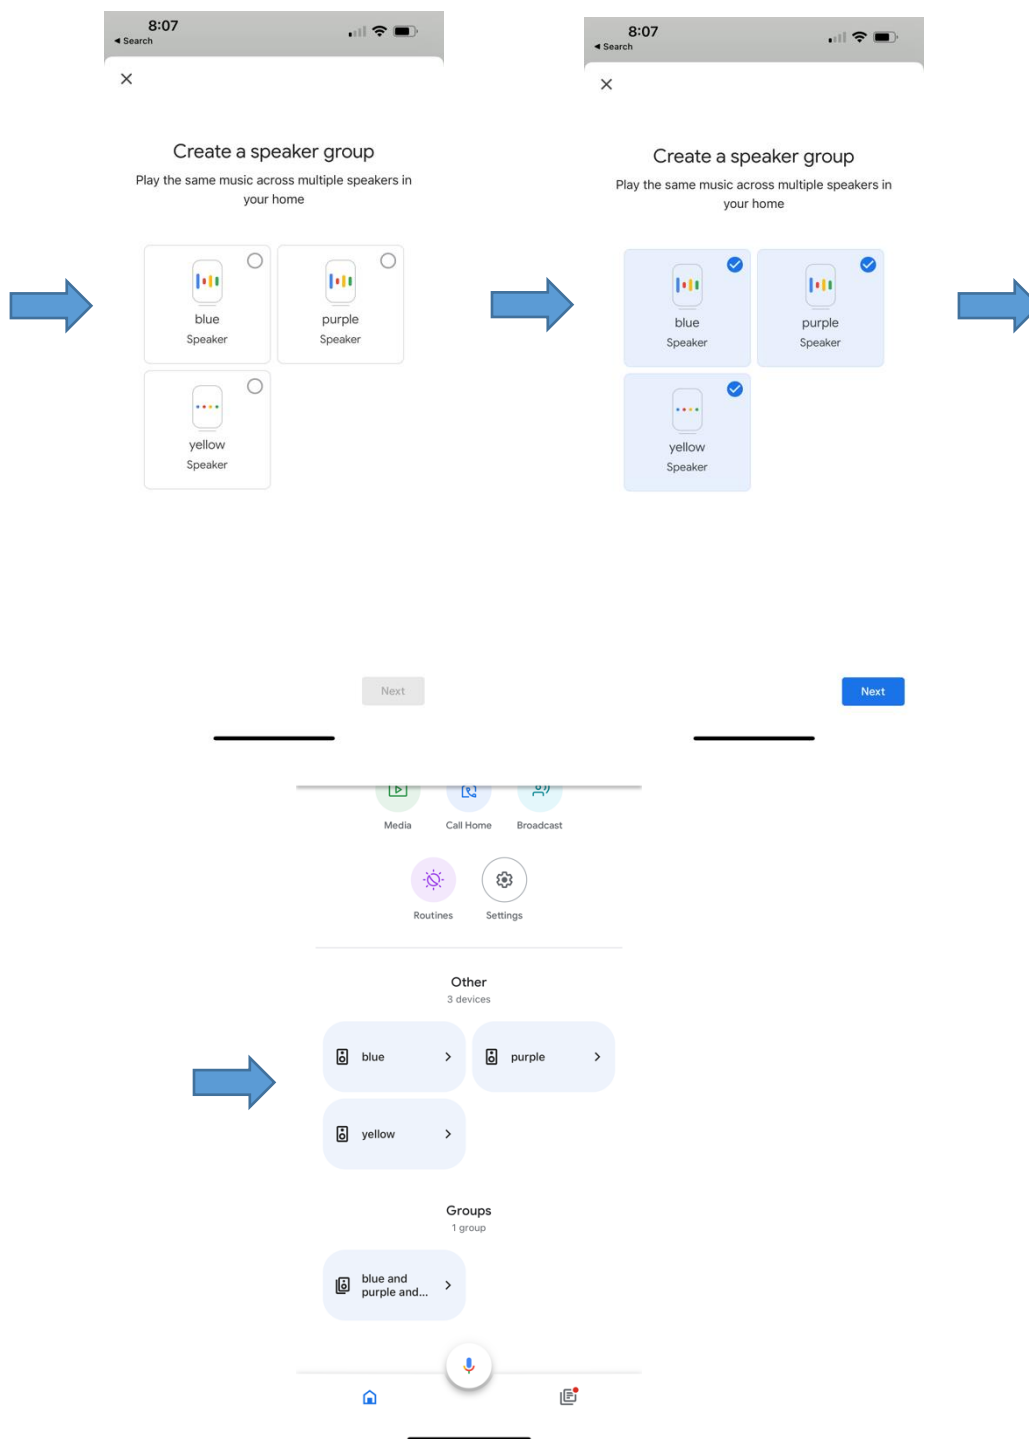 8:07
◀ Search
Create a speaker group
Play the same music across multiple speakers in
your home
blue
Speaker
purple
Speaker
yellow
Speaker
Next
8:07
◀ Search
Create a speaker group
Play the same music across multiple speakers in
your home
blue
Speaker
purple
Speaker
yellow
Speaker
Next
Media
Call Home
Broadcast
Routines
Settings
Other
3 devices
blue
purple
yellow
Groups
1 group
blue and
purple and...